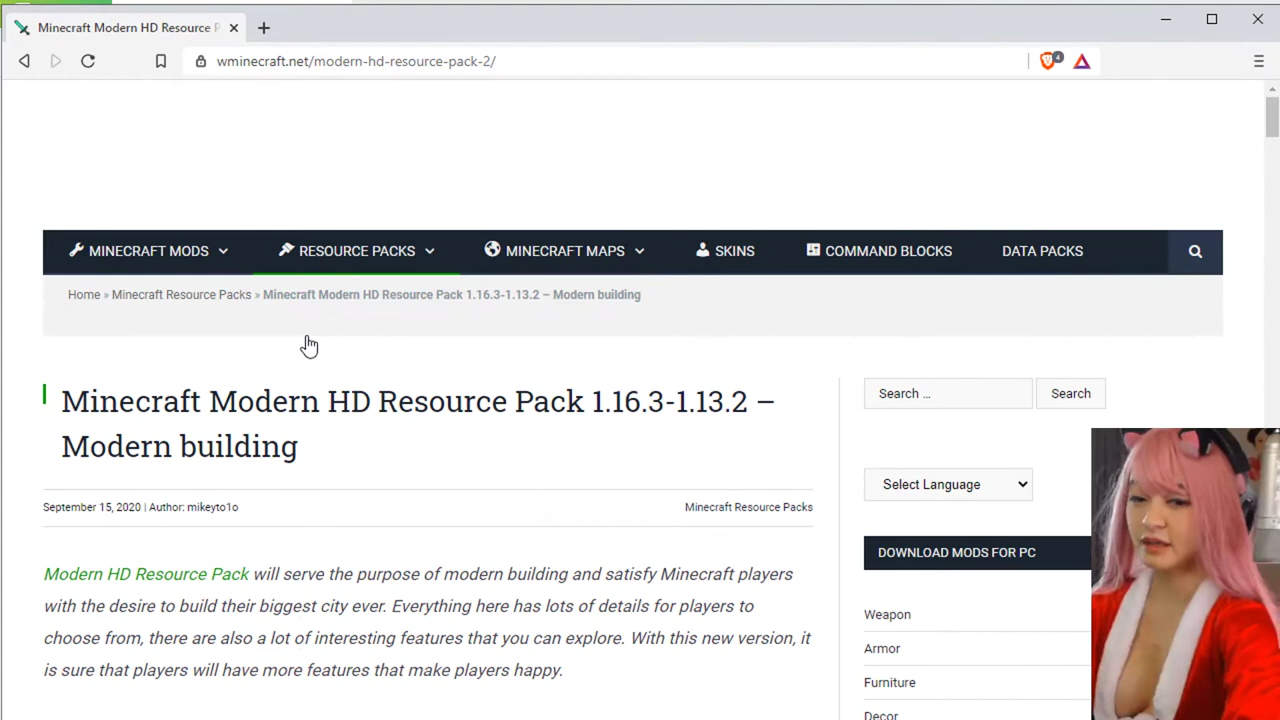 Minecraft Modern HD Resource P
wminecraft.net/modern-hd-resource-pack-2/
4
MINECRAFT MODS
RESOURCE PACKS
MINECRAFT MAPS
SKINS
COMMAND BLOCKS
DATA PACKS
Home » Minecraft Resource Packs » Minecraft Modern HD Resource Pack 1.16.3-1.13.2 – Modern building
Minecraft Modern HD Resource Pack 1.16.3-1.13.2 –
Modern building
September 15, 2020 | Author: mikeyto1o
Minecraft Resource Packs
Modern HD Resource Pack will serve the purpose of modern building and satisfy Minecraft players
with the desire to build their biggest city ever. Everything here has lots of details for players to
choose from, there are also a lot of interesting features that you can explore. With this new version, it
is sure that players will have more features that make players happy.
Search ...
Search
Select Language
DOWNLOAD MODS FOR PC
Weapon
Armor
Furniture
Decor